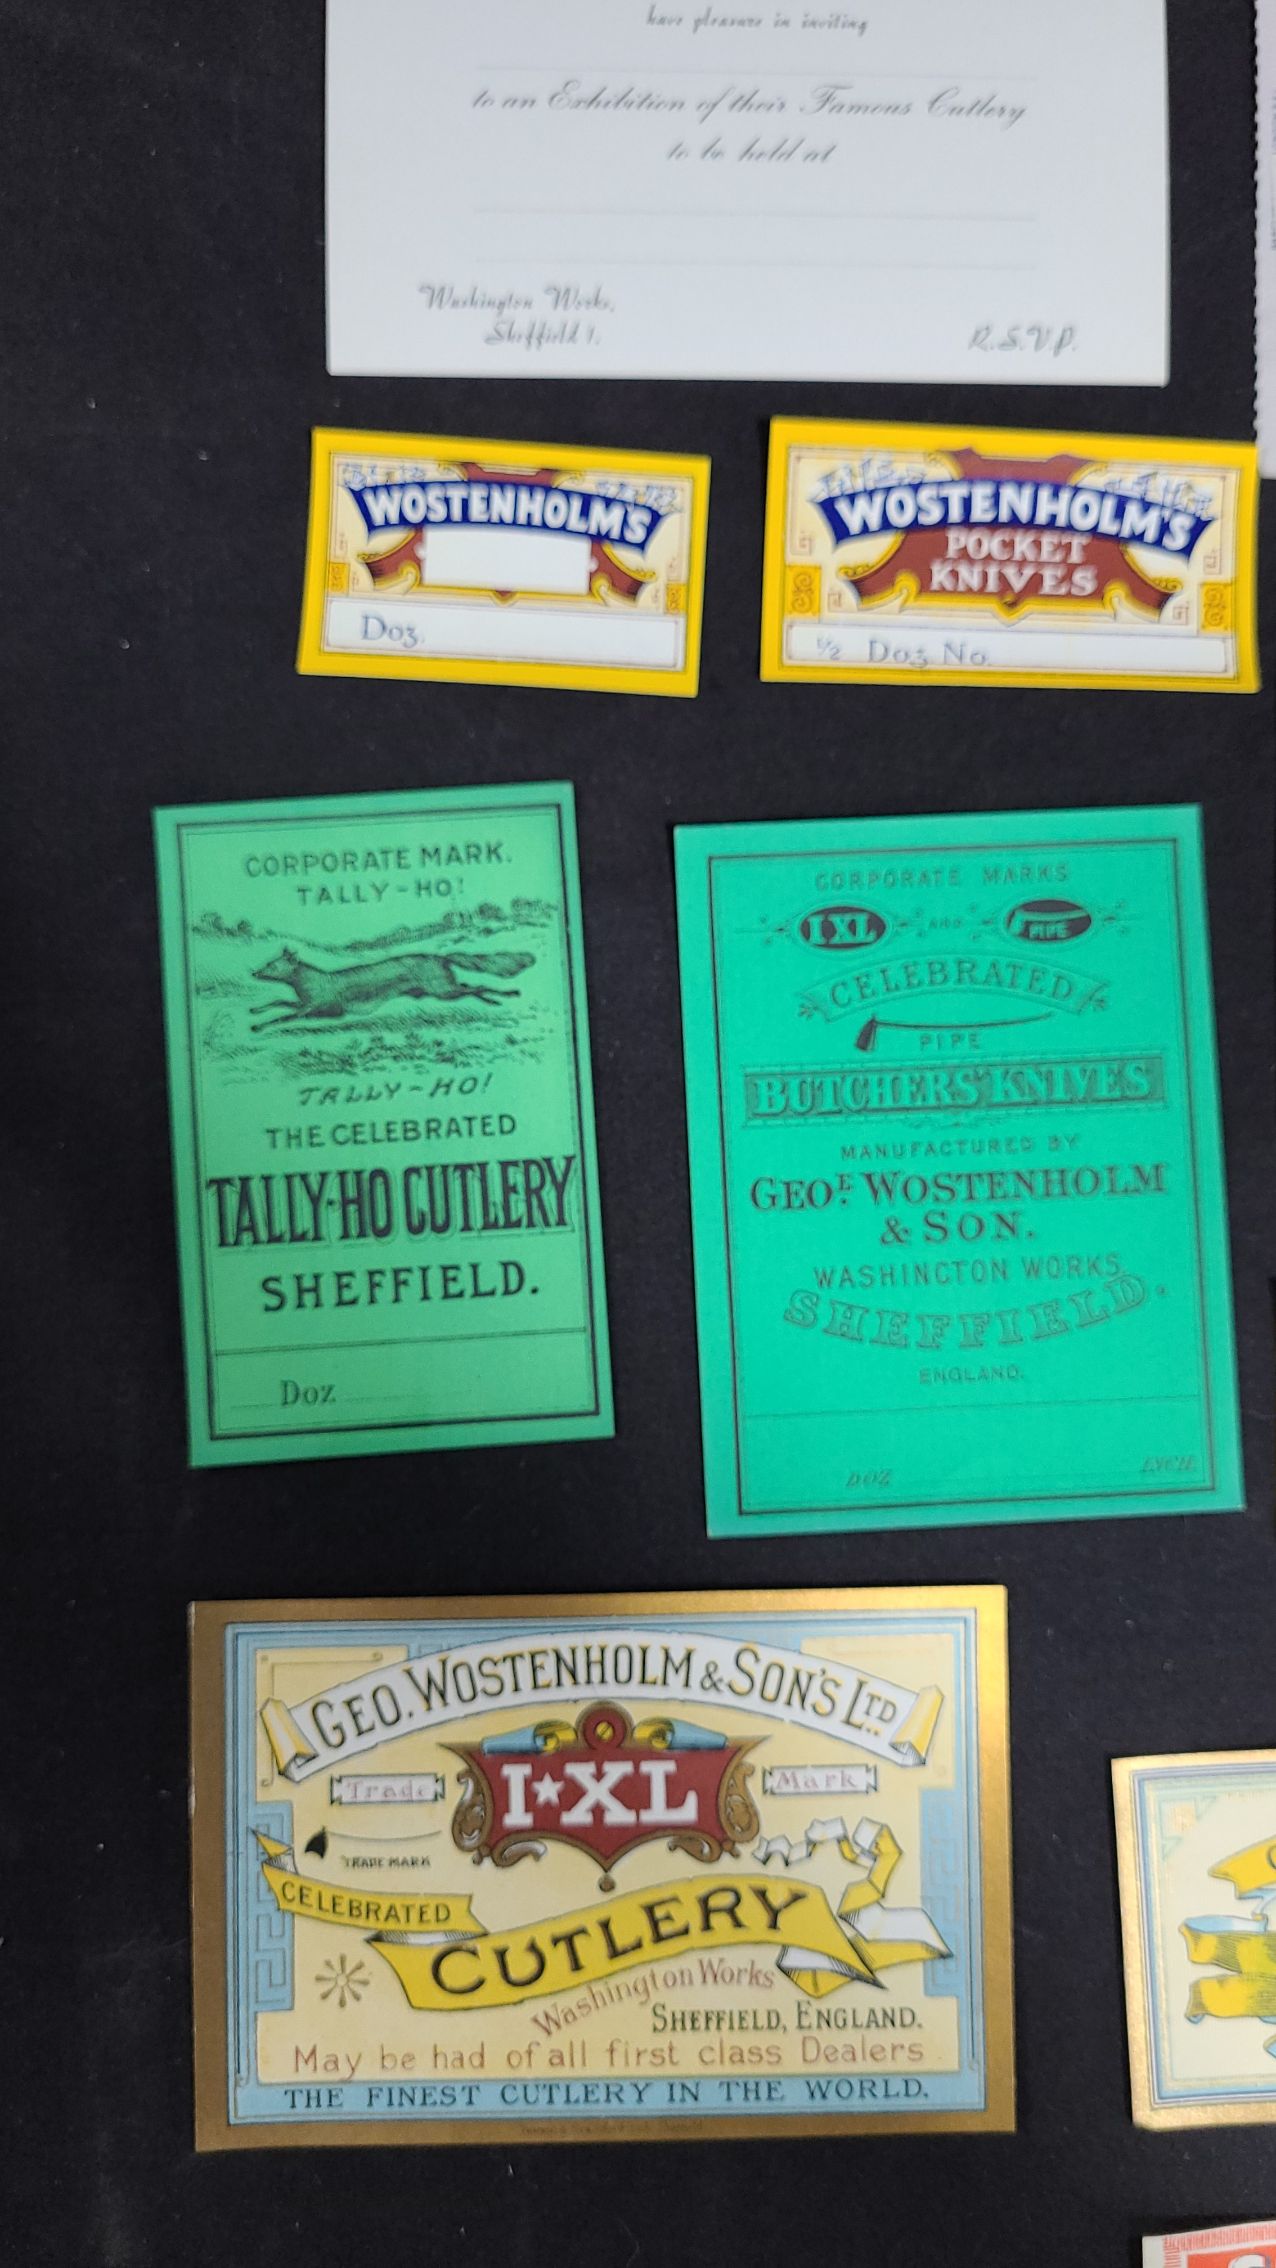 have pleasure in inviting
to an Exhibition of their Famous Cutlery
to be held at
Washington Works,
Sheffield 1.
R.S.V.P.
WOSTENHOLM'S
Doz.
WOSTENHOLM'S
POCKET
KNIVES
½ Doz No
CORPORATE MARK.
TALLY-HO!
TALLY-HO!
THE CELEBRATED
TALLY-HO CUTLERY
SHEFFIELD.
Doz
CORPORATE MARKS
I XL AND PIPE
CELEBRATED
PIPE
BUTCHERS' KNIVES
MANUFACTURED BY
GEOE. WOSTENHOLM
& SON.
WASHINGTON WORKS
SHEFFIELD.
ENGLAND.
DOZ
GEO. WOSTENHOLM & SON'S LTD.
I*XL
Trade Mark
TRADE MARK
CELEBRATED
CUTLERY
Washington Works
SHEFFIELD, ENGLAND.
May be had of all first class Dealers
THE FINEST CUTLERY IN THE WORLD.